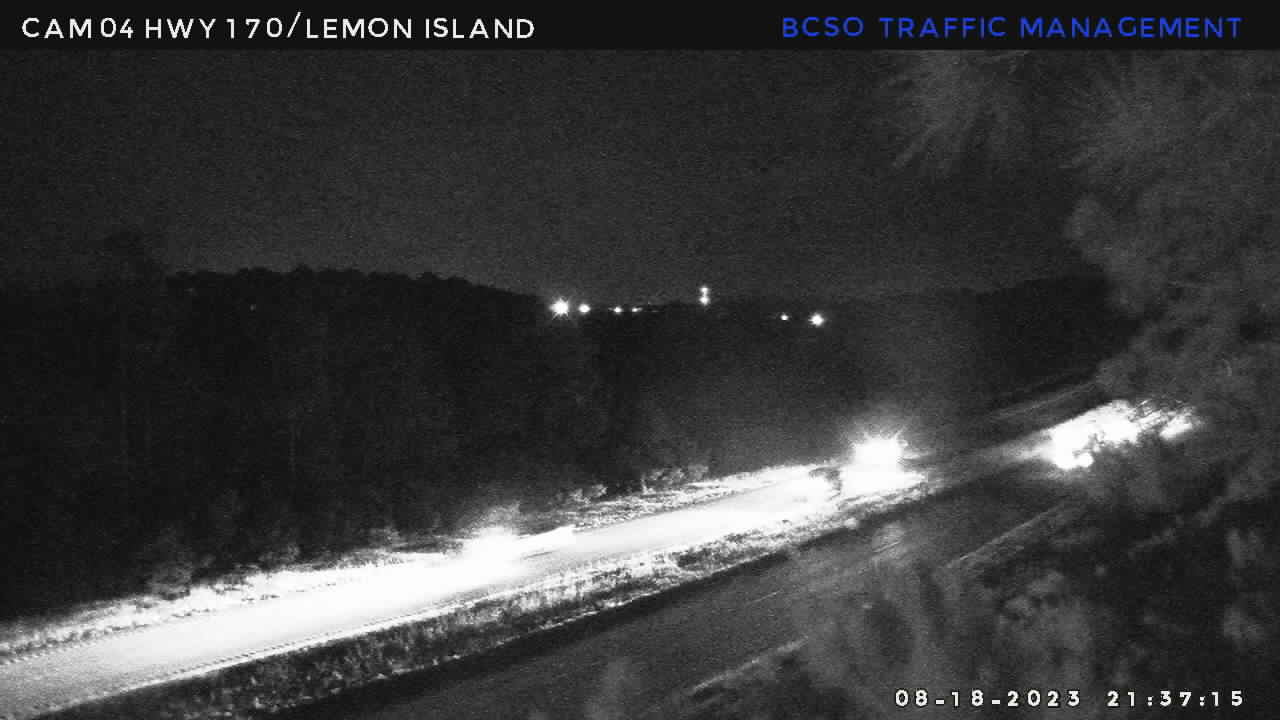 CAM04 HWY 170/LEMON ISLAND
BCSO TRAFFIC MANAGEMENT
08-18-2023 21:37:15